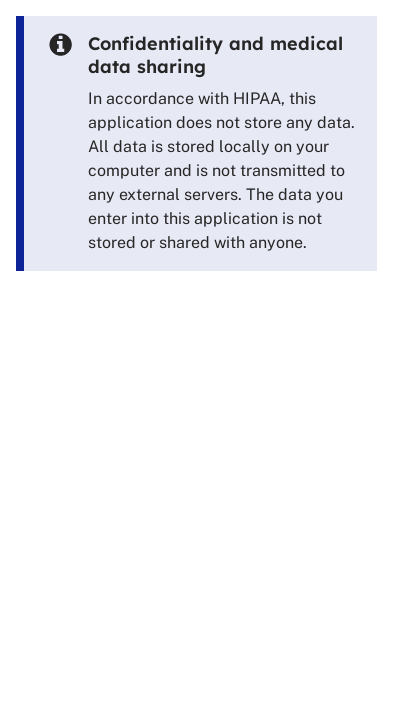 Confidentiality and medical
data sharing
In accordance with HIPAA, this
application does not store any data.
All data is stored locally on your
computer and is not transmitted to
any external servers. The data you
enter into this application is not
stored or shared with anyone.